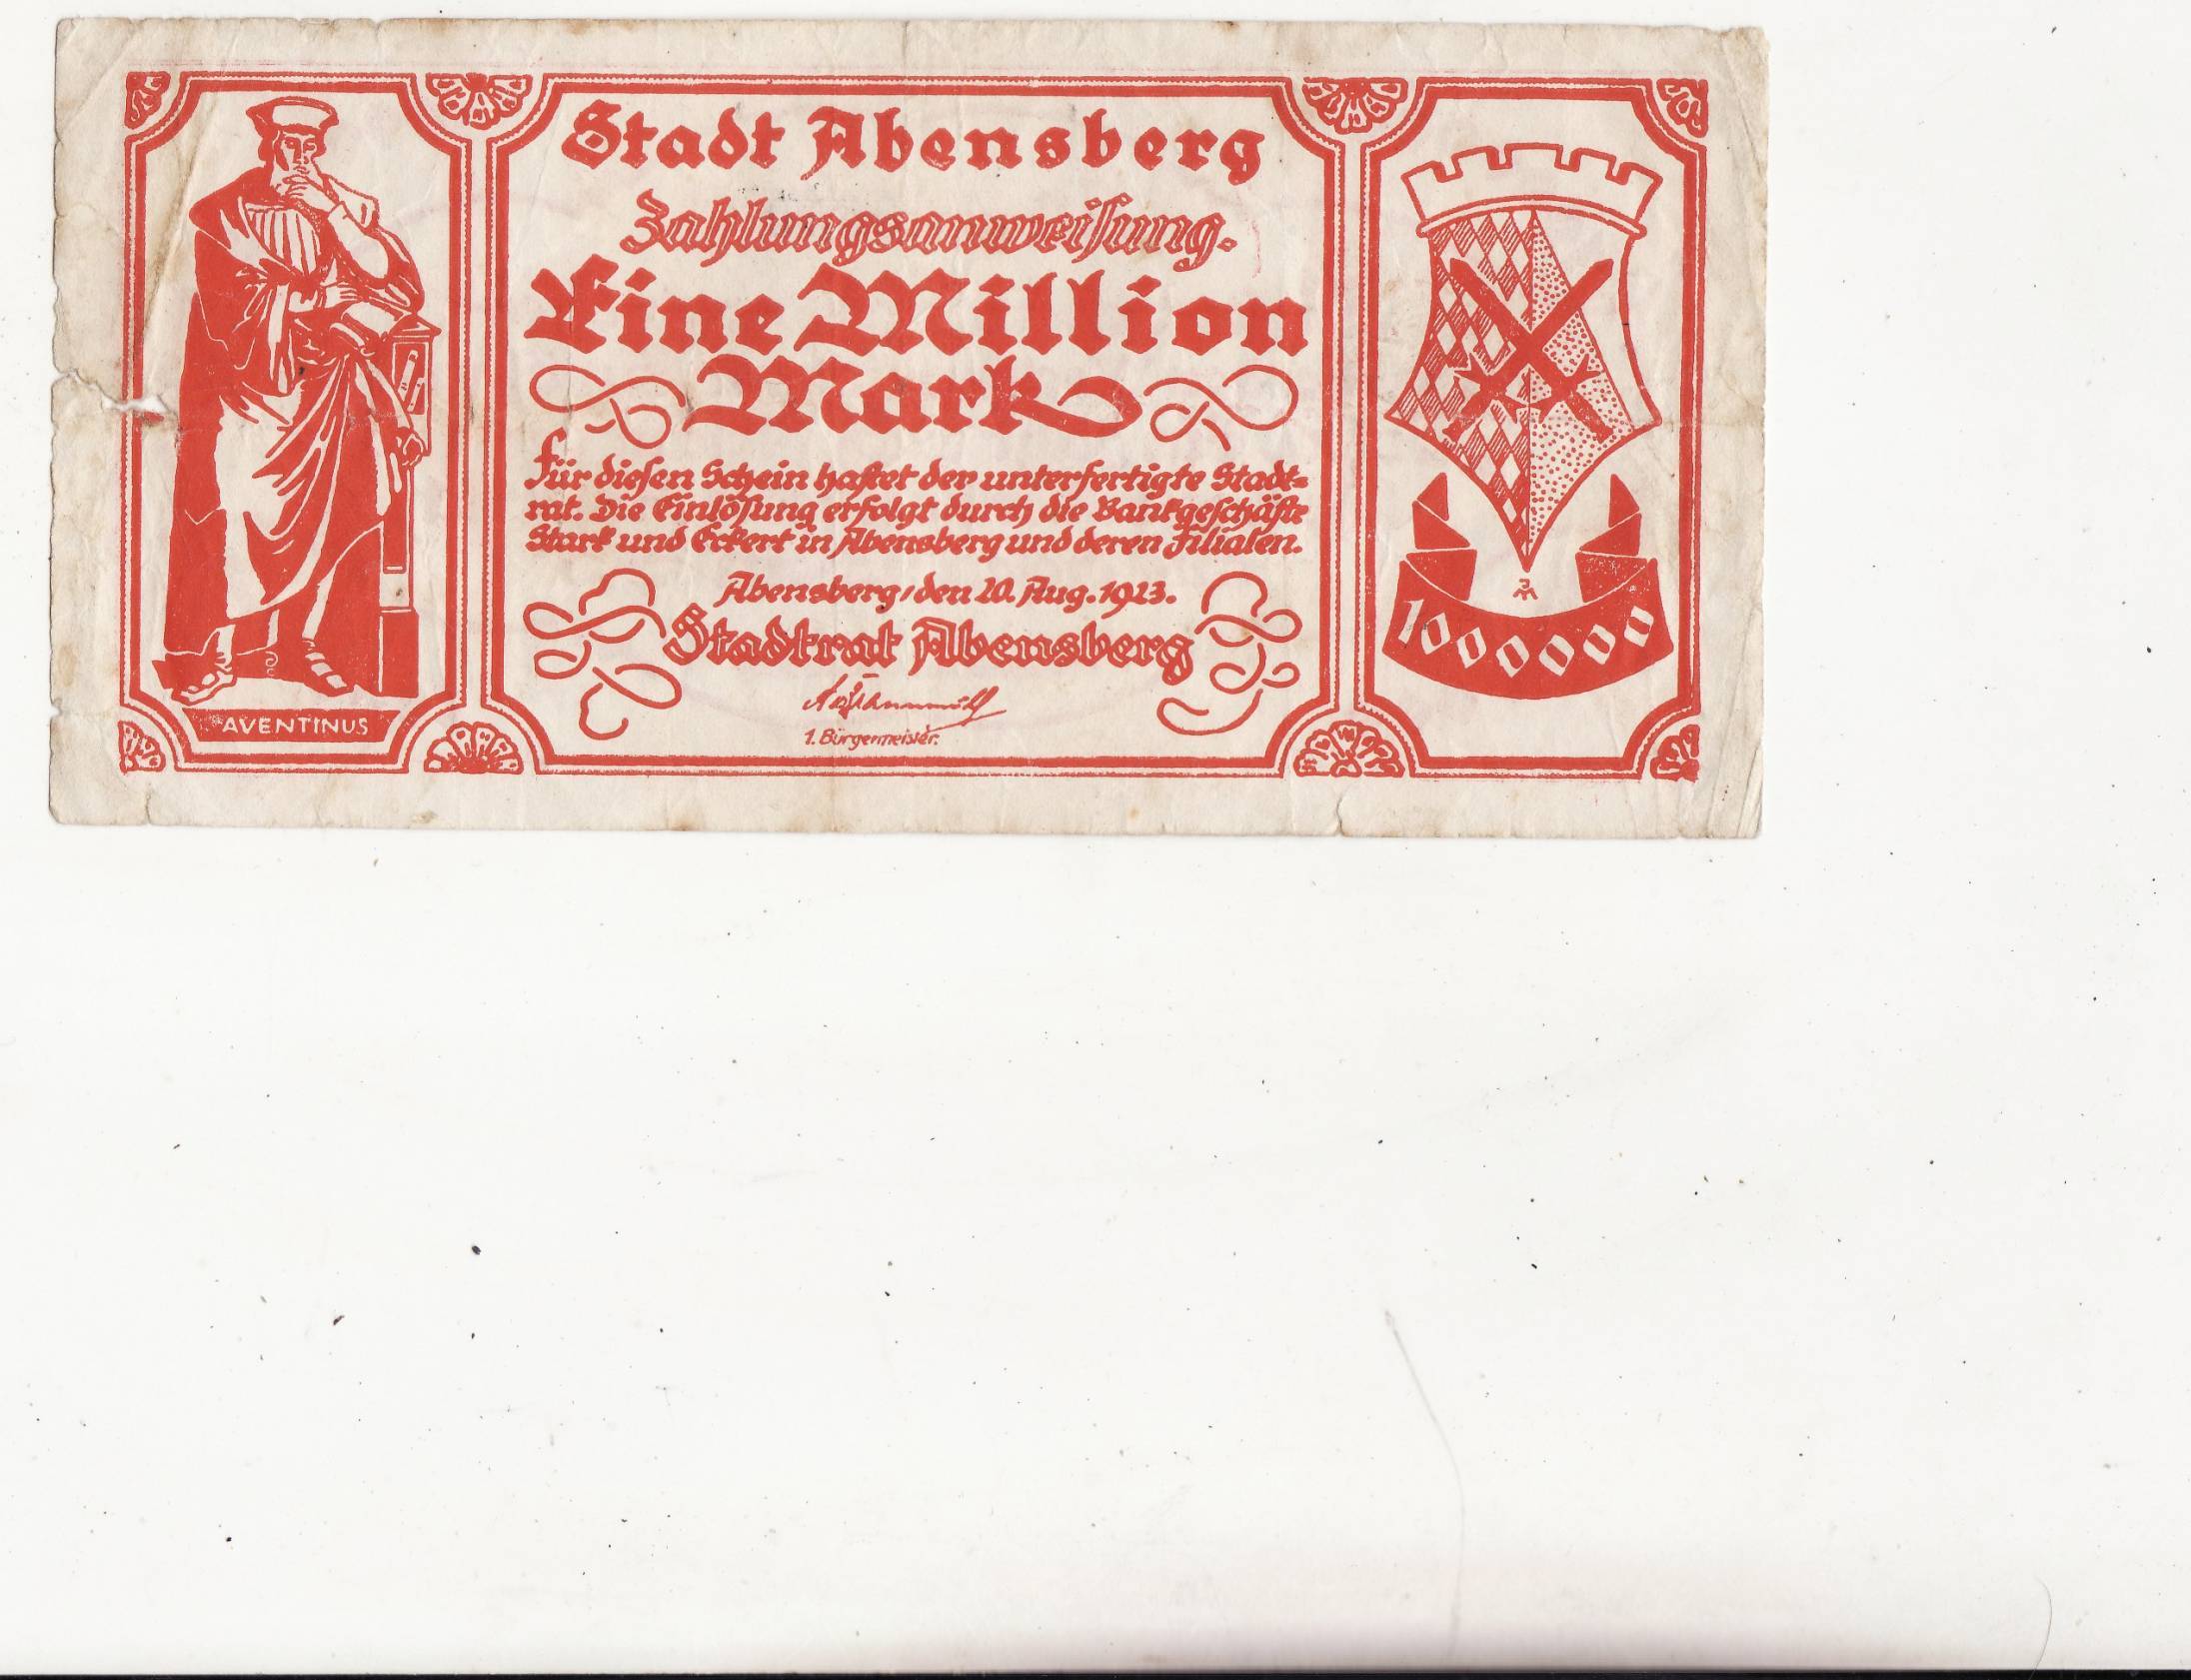 Stadt Abensberg
Zahlungsanweisung.
Eine Million
Mark
Für diesen Schein haftet der unterfertigte Stadt-
rat. Die Einlösung erfolgt durch die Bankgeschäfte
Stark und Eckert in Abensberg und deren Filialen.
Abensberg, den 20. Aug. 1923.
Stadtrat Abensberg
1. Bürgermeister.
AVENTINUS
1000000